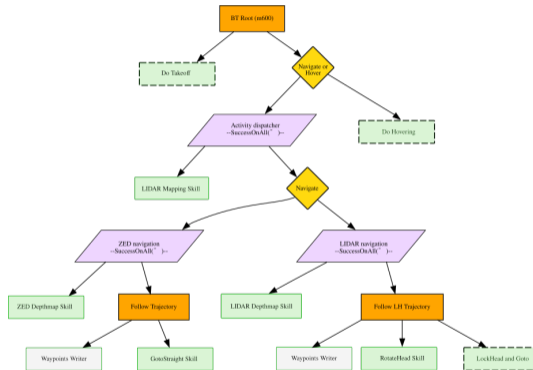 BT Root (m600)
Do Takeoff
Navigate or
Hover
Activity dispatcher
--SuccessOnAll(" )--
Do Hovering
LIDAR Mapping Skill
Navigate
ZED navigation
--SuccessOnAll(" )--
LIDAR navigation
--SuccessOnAll(" )--
ZED Depthmap Skill
Follow Trajectory
LIDAR Depthmap Skill
Follow LH Trajectory
Waypoints Writer
GotoStraight Skill
Waypoints Writer
RotateHead Skill
LockHead and Goto